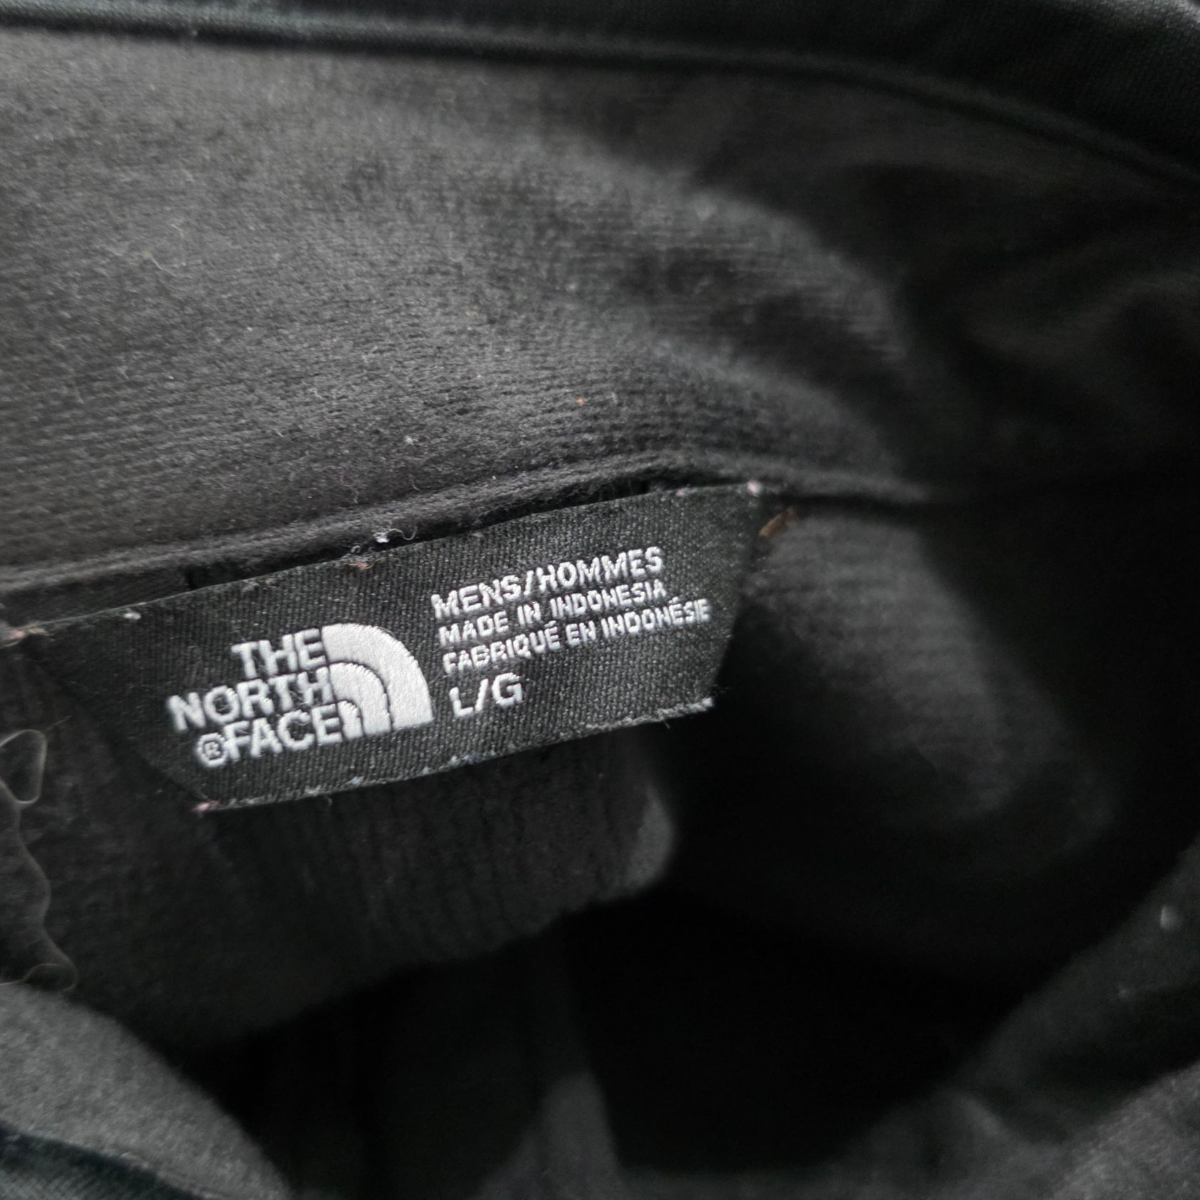 THE
NORTH
®FACE
MENS/HOMMES
MADE IN INDONESIA
FABRIQUÉ EN INDONÉSIE
L/G